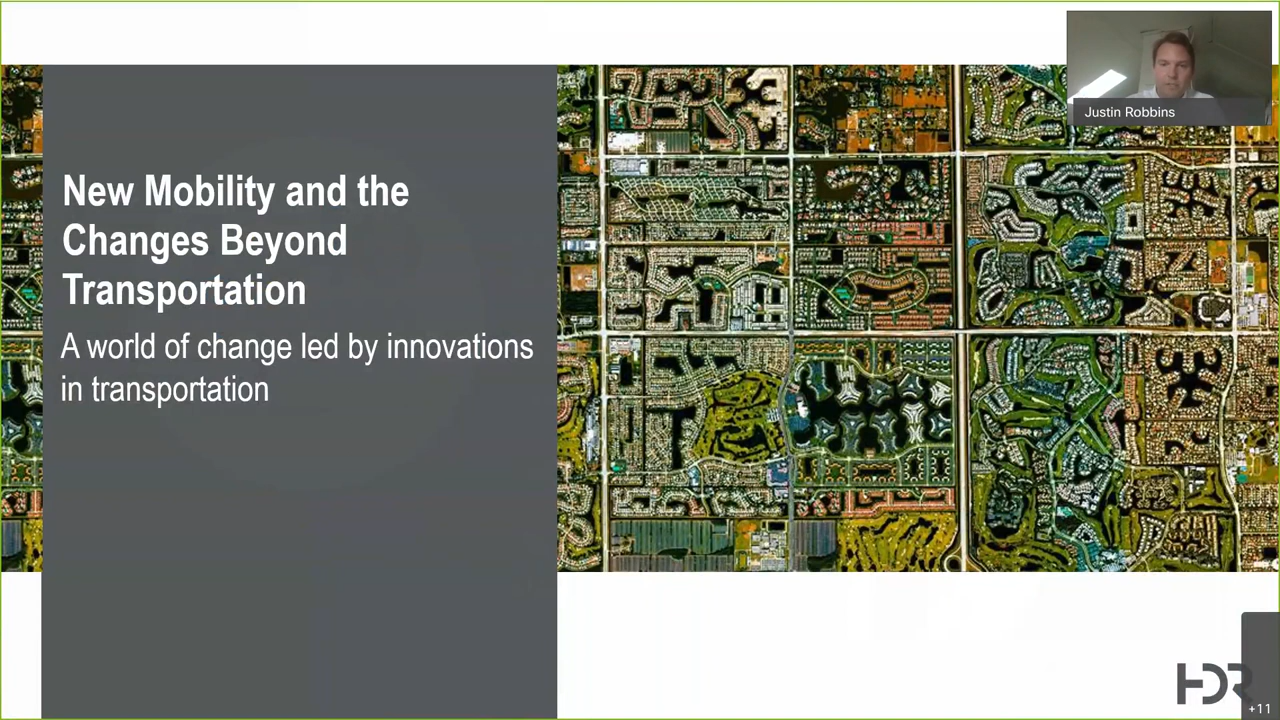 Justin Robbins
New Mobility and the
Changes Beyond
Transportation
A world of change led by innovations
in transportation
HDR
+11